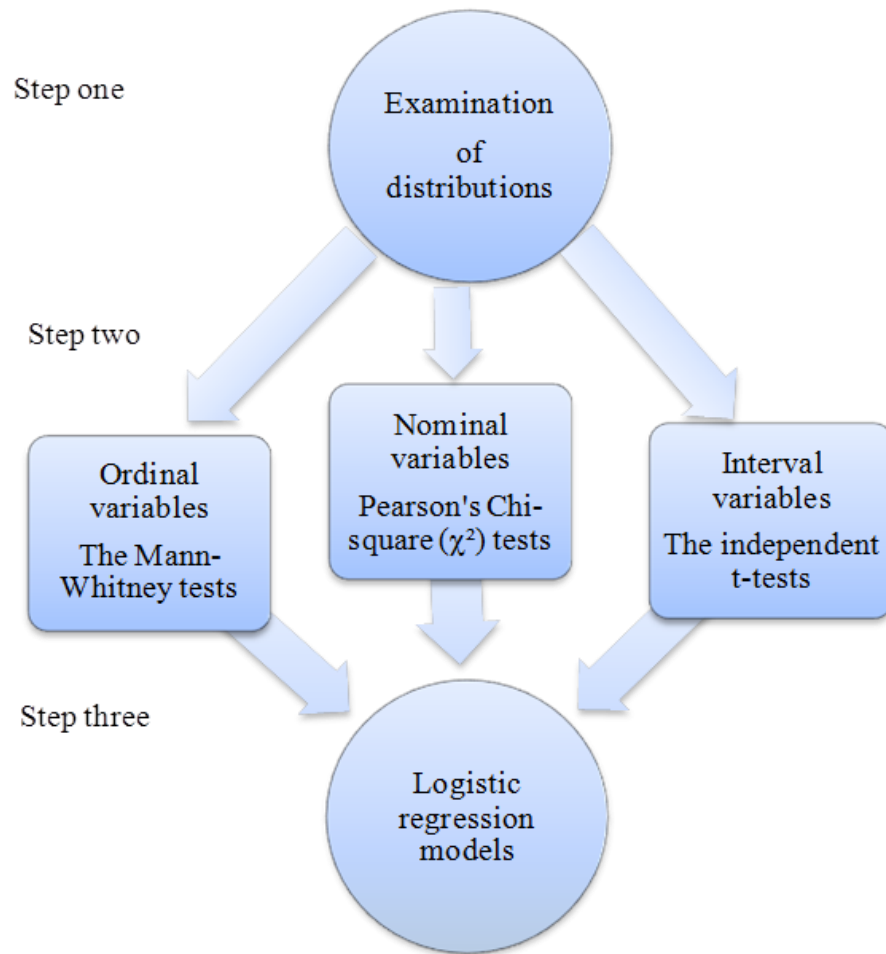 Step one
Examination
of
distributions
Step two
Ordinal
variables
The Mann-
Whitney tests
Nominal
variables
Pearson's Chi-
square (χ²) tests
Interval
variables
The independent
t-tests
Step three
Logistic
regression
models